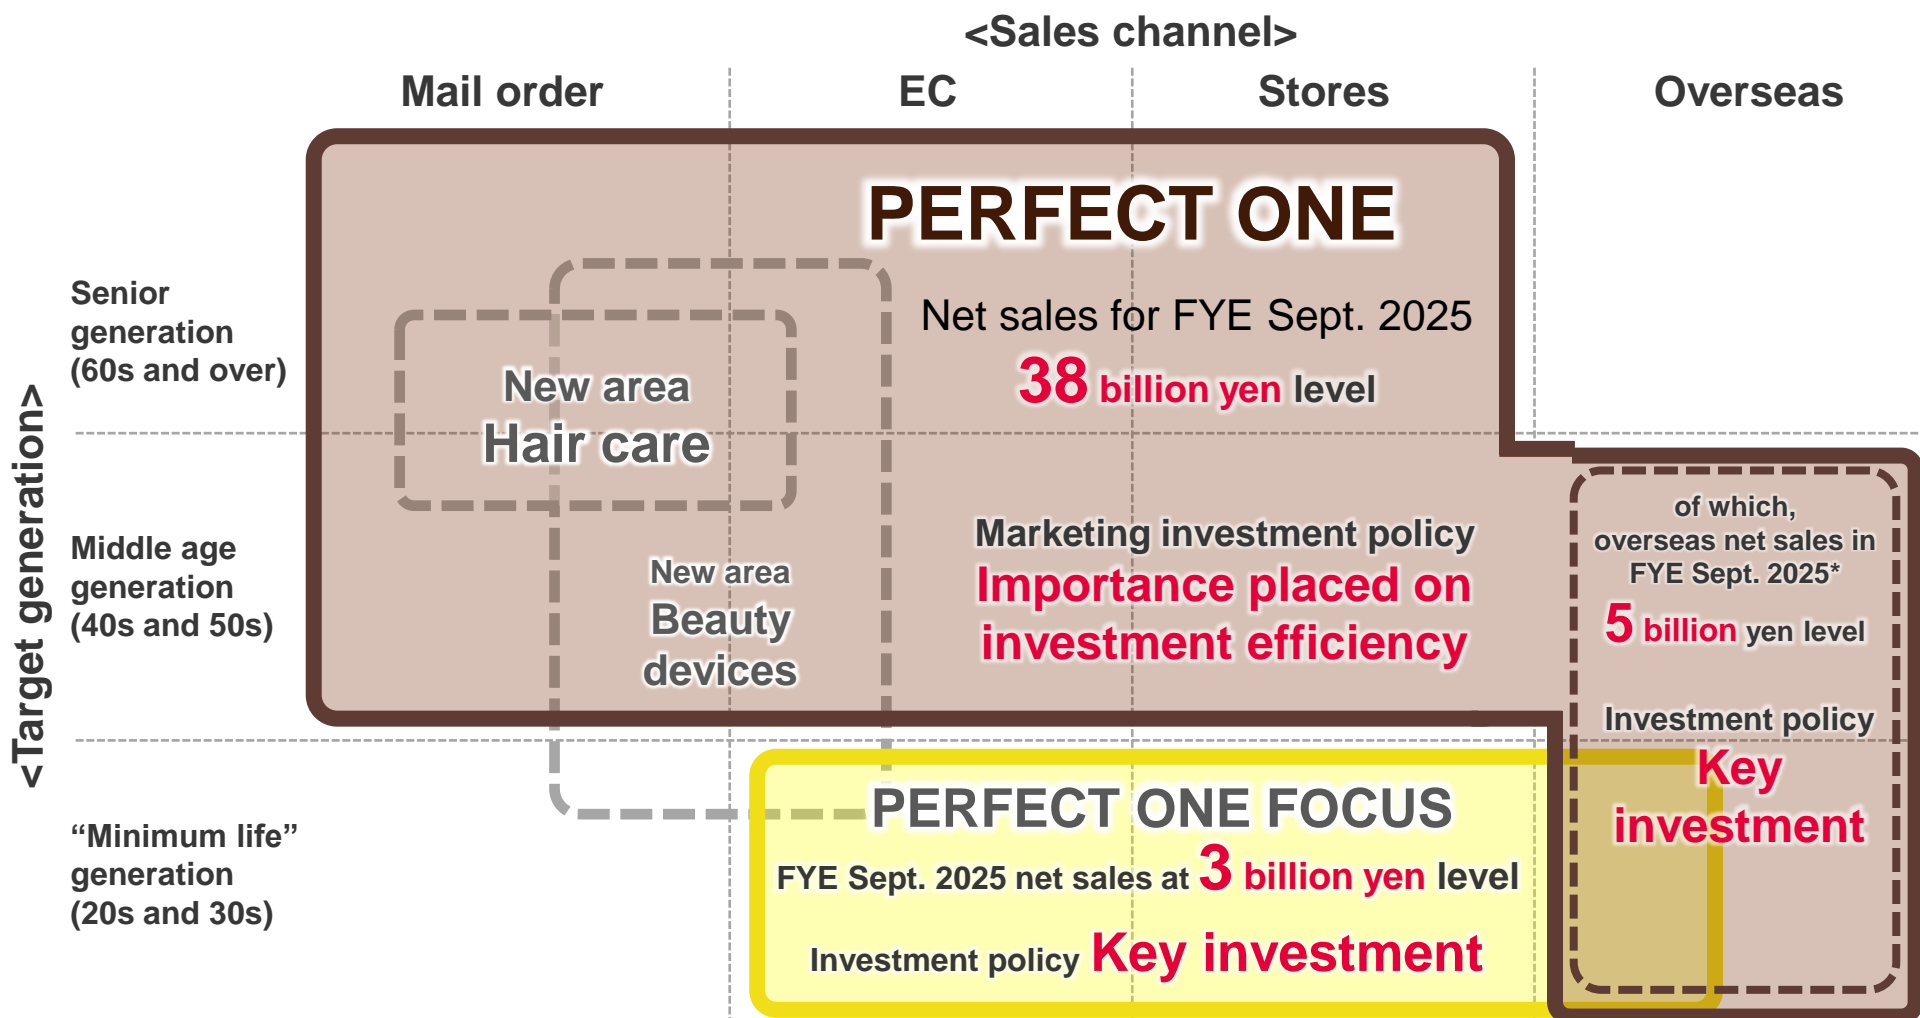 <Sales channel>
Mail order
EC
Stores
Overseas
<Target generation>
Senior
generation
(60s and over)
Middle age
generation
(40s and 50s)
“Minimum life”
generation
(20s and 30s)
PERFECT ONE
Net sales for FYE Sept. 2025
38 billion yen level
New area
Hair care
New area
Beauty
devices
Marketing investment policy
Importance placed on
investment efficiency
of which,
overseas net sales in
FYE Sept. 2025*
5 billion yen level
Investment policy
Key
investment
PERFECT ONE FOCUS
FYE Sept. 2025 net sales at 3 billion yen level
Investment policy Key investment